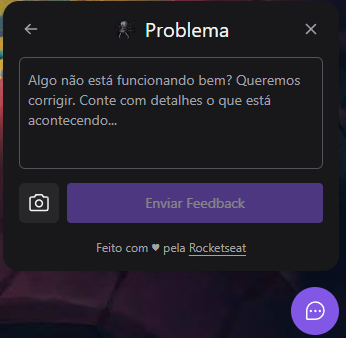 Problema
Algo não está funcionando bem? Queremos
corrigir. Conte com detalhes o que está
acontecendo...
Enviar Feedback
Feito com ♥ pela Rocketseat